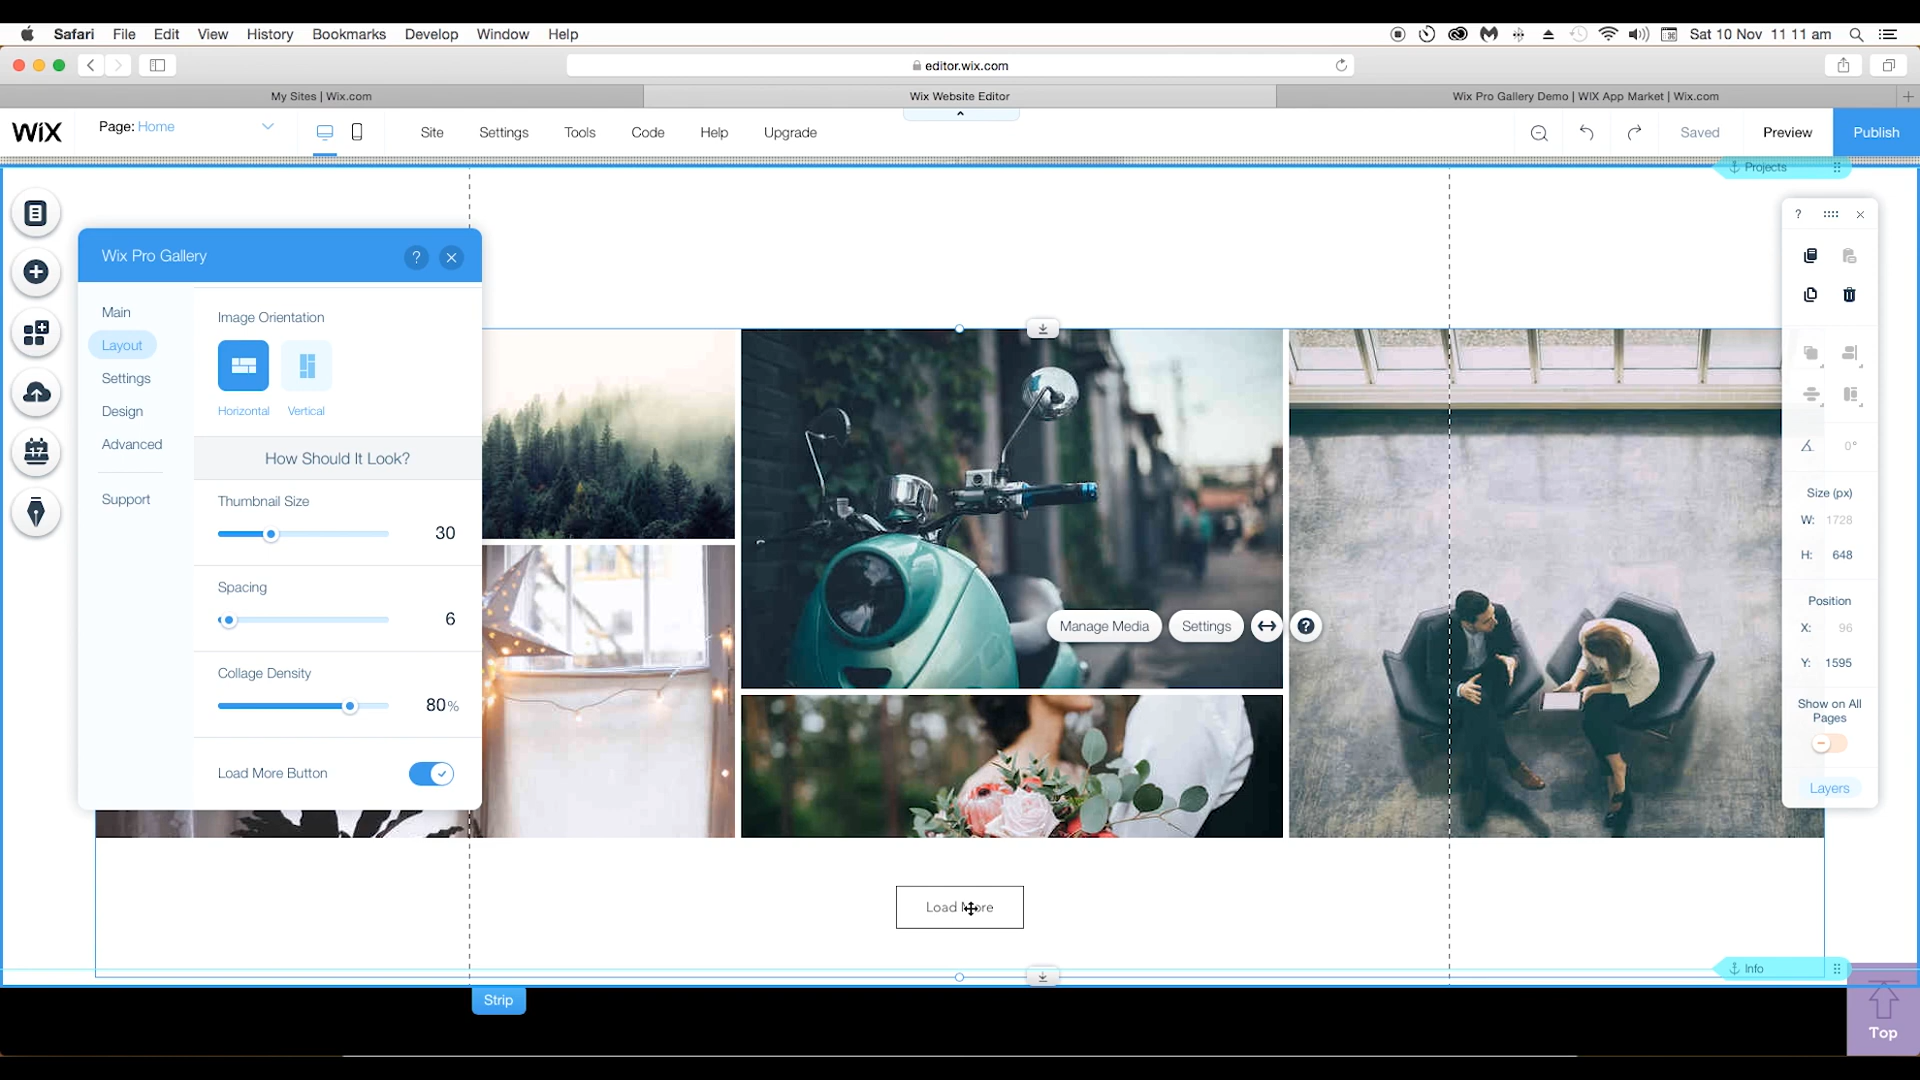 Safari File Edit View History Bookmarks Develop Window Help
Sat 10 Nov 11 11 am
editor.wix.com
My Sites | Wix.com
Wix Website Editor
Wix Pro Gallery Demo | WIX App Market | Wix.com
WiX
Page: Home
Site Settings Tools Code Help Upgrade
Saved Preview Publish
Projects
Wix Pro Gallery ?
Main
Layout
Settings
Design
Advanced
Support
Image Orientation
Horizontal Vertical
How Should It Look?
Thumbnail Size
30
Spacing
6
Collage Density
80%
Load More Button
17
Manage Media Settings ?
Load More
?
0°
Size (px)
W: 1728
H: 648
Position
X: 96
Y: 1595
Show on All
Pages
Layers
Info
Strip
Top